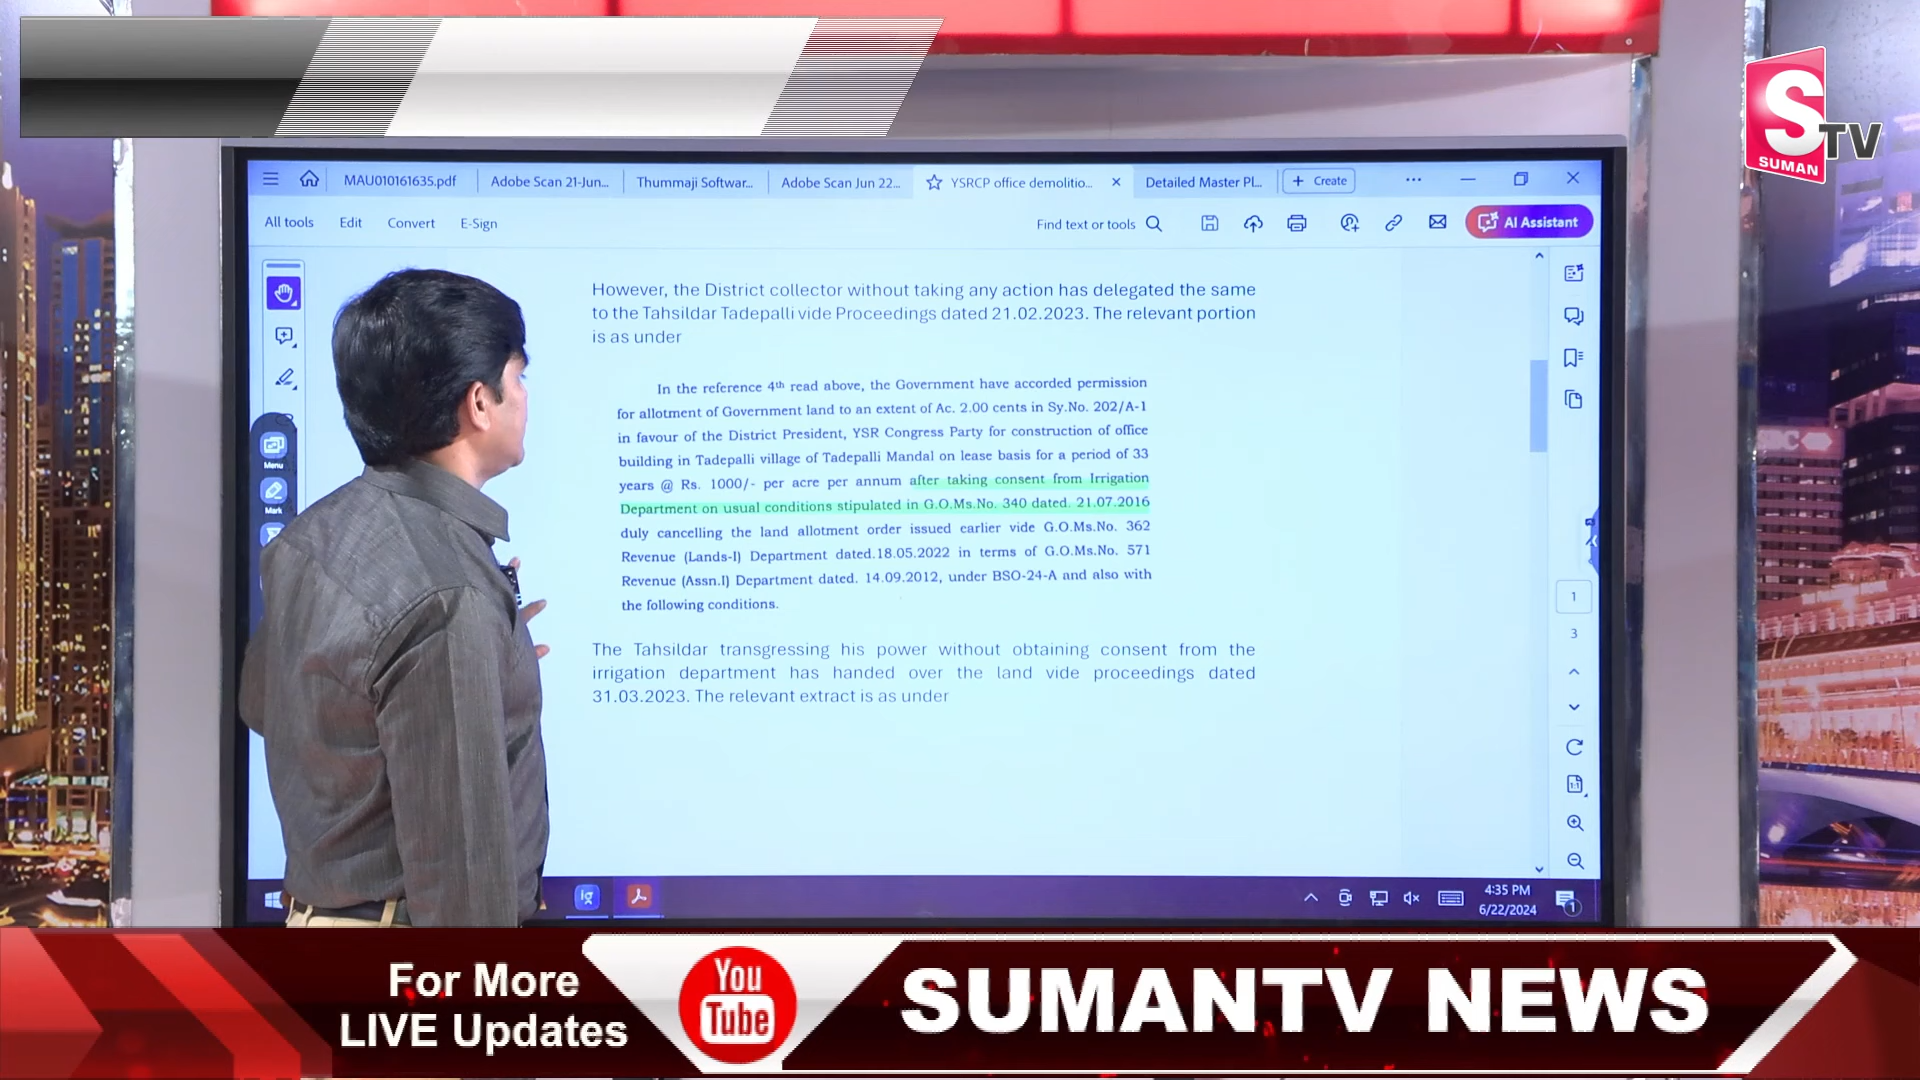 S
SUMAN
TV
MAU010161635.pdf
Adobe Scan 21-Jun...
Thummaji Softwar...
Adobe Scan Jun 22...
YSRCP office demolitio...
Detailed Master Pl...
+ Create
All tools
Edit
Convert
E-Sign
Find text or tools
AI Assistant
However, the District collector without taking any action has delegated the same
to the Tahsildar Tadepalli vide Proceedings dated 21.02.2023. The relevant portion
is as under
In the reference 4th read above, the Government have accorded permission
for allotment of Government land to an extent of Ac. 2.00 cents in Sy.No. 202/A-1
in favour of the District President, YSR Congress Party for construction of office
building in Tadepalli village of Tadepalli Mandal on lease basis for a period of 33
years @ Rs. 1000/- per acre per annum after taking consent from Irrigation
Department on usual conditions stipulated in G.O.Ms.No. 340 dated. 21.07.2016
duly cancelling the land allotment order issued earlier vide G.O.Ms.No. 362
Revenue (Lands-I) Department dated.18.05.2022 in terms of G.O.Ms.No. 571
Revenue (Assn.I) Department dated. 14.09.2012, under BSO-24-A and also with
the following conditions.
The Tahsildar transgressing his power without obtaining consent from the
irrigation department has handed over the land vide proceedings dated
31.03.2023. The relevant extract is as under
Menu
Mark
1
3
1:1
ig
4:35 PM
6/22/2024
1
For More
LIVE Updates
You
Tube
SUMANTV NEWS